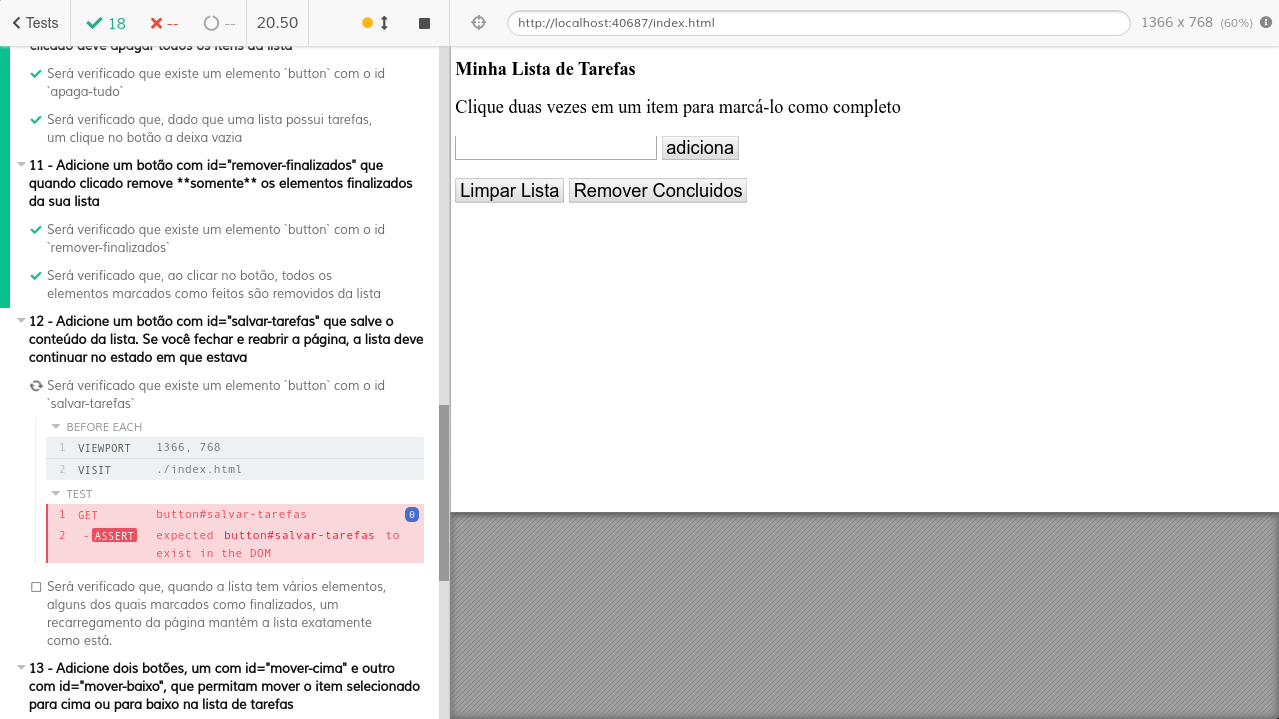 Tests
18
--
--
20.50
http://localhost:40687/index.html
1366 x 768 (60%)
clicado deve apagar todos os itens da lista
Será verificado que existe um elemento `button` com o id
`apaga-tudo`
Será verificado que, dado que uma lista possui tarefas,
um clique no botão a deixa vazia
11 - Adicione um botão com id="remover-finalizados" que
quando clicado remove **somente** os elementos finalizados
da sua lista
Será verificado que existe um elemento `button` com o id
`remover-finalizados`
Será verificado que, ao clicar no botão, todos os
elementos marcados como feitos são removidos da lista
12 - Adicione um botão com id="salvar-tarefas" que salve o
conteúdo da lista. Se você fechar e reabrir a página, a lista deve
continuar no estado em que estava
Será verificado que existe um elemento `button` com o id
`salvar-tarefas`
BEFORE EACH
1 VIEWPORT 1366, 768
2 VISIT ./index.html
TEST
1 GET button#salvar-tarefas 0
2 -ASSERT expected button#salvar-tarefas to
exist in the DOM
Será verificado que, quando a lista tem vários elementos,
alguns dos quais marcados como finalizados, um
recarregamento da página mantém a lista exatamente
como está.
13 - Adicione dois botões, um com id="mover-cima" e outro
com id="mover-baixo", que permitam mover o item selecionado
para cima ou para baixo na lista de tarefas
Minha Lista de Tarefas
Clique duas vezes em um item para marcá-lo como completo
adiciona
Limpar Lista Remover Concluidos